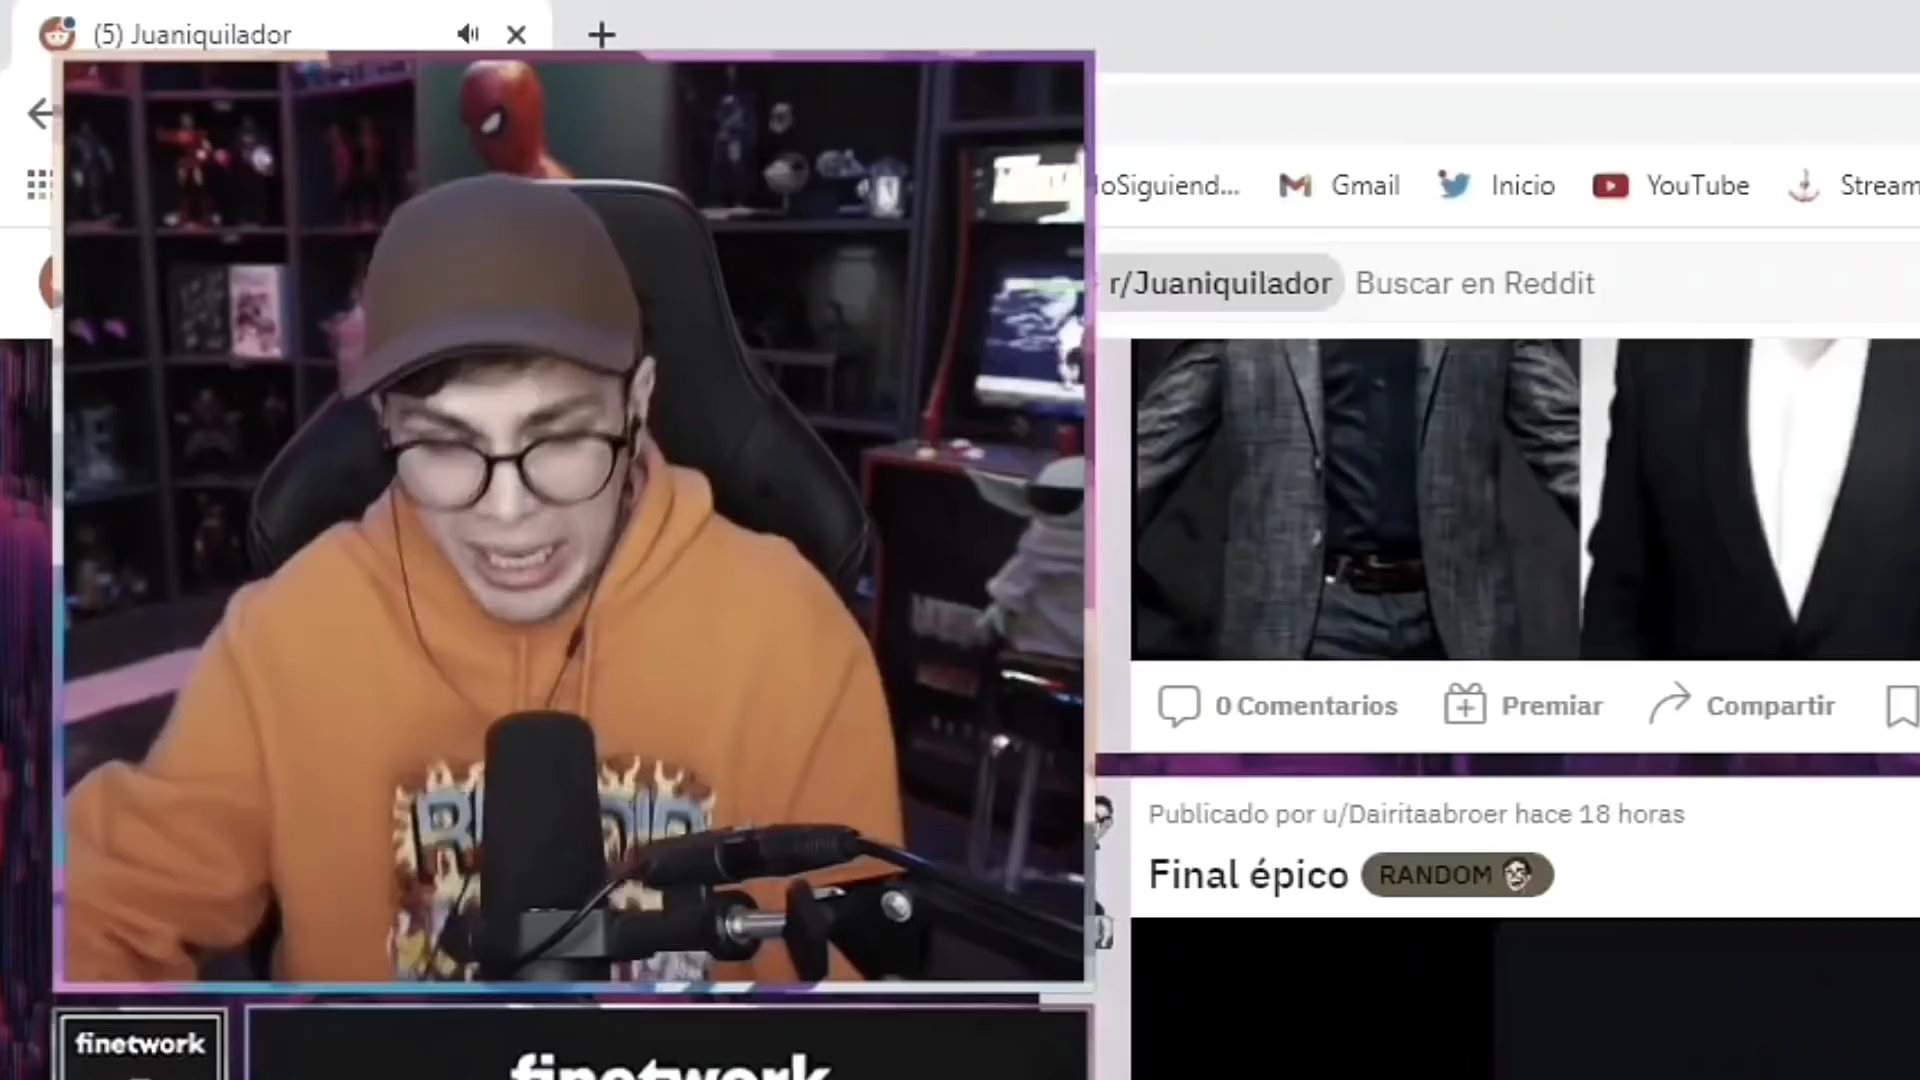 (5) Juaniquilador
Gmail
Inicio
YouTube
Stream
r/Juaniquilador
Buscar en Reddit
0 Comentarios
Premiar
Compartir
Publicado por u/Dairitaabroer hace 18 horas
Final épico
RANDOM
finetwork
finetwork